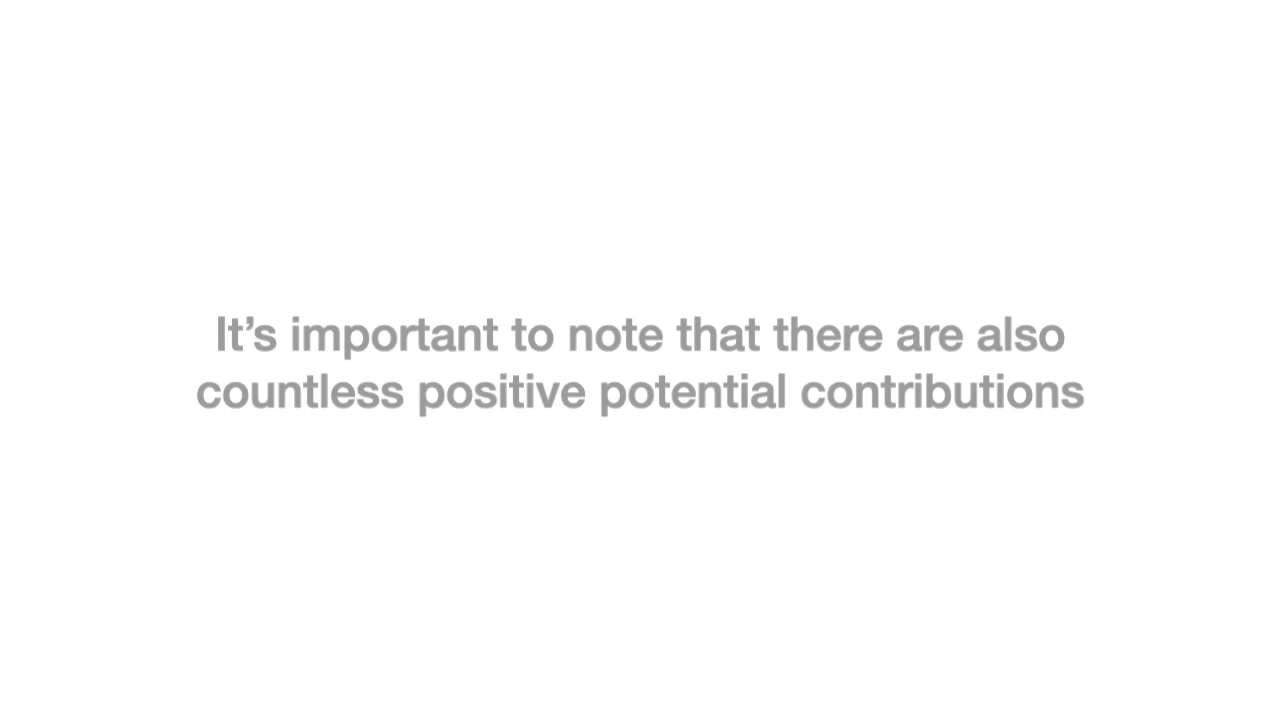 It’s important to note that there are also
countless positive potential contributions